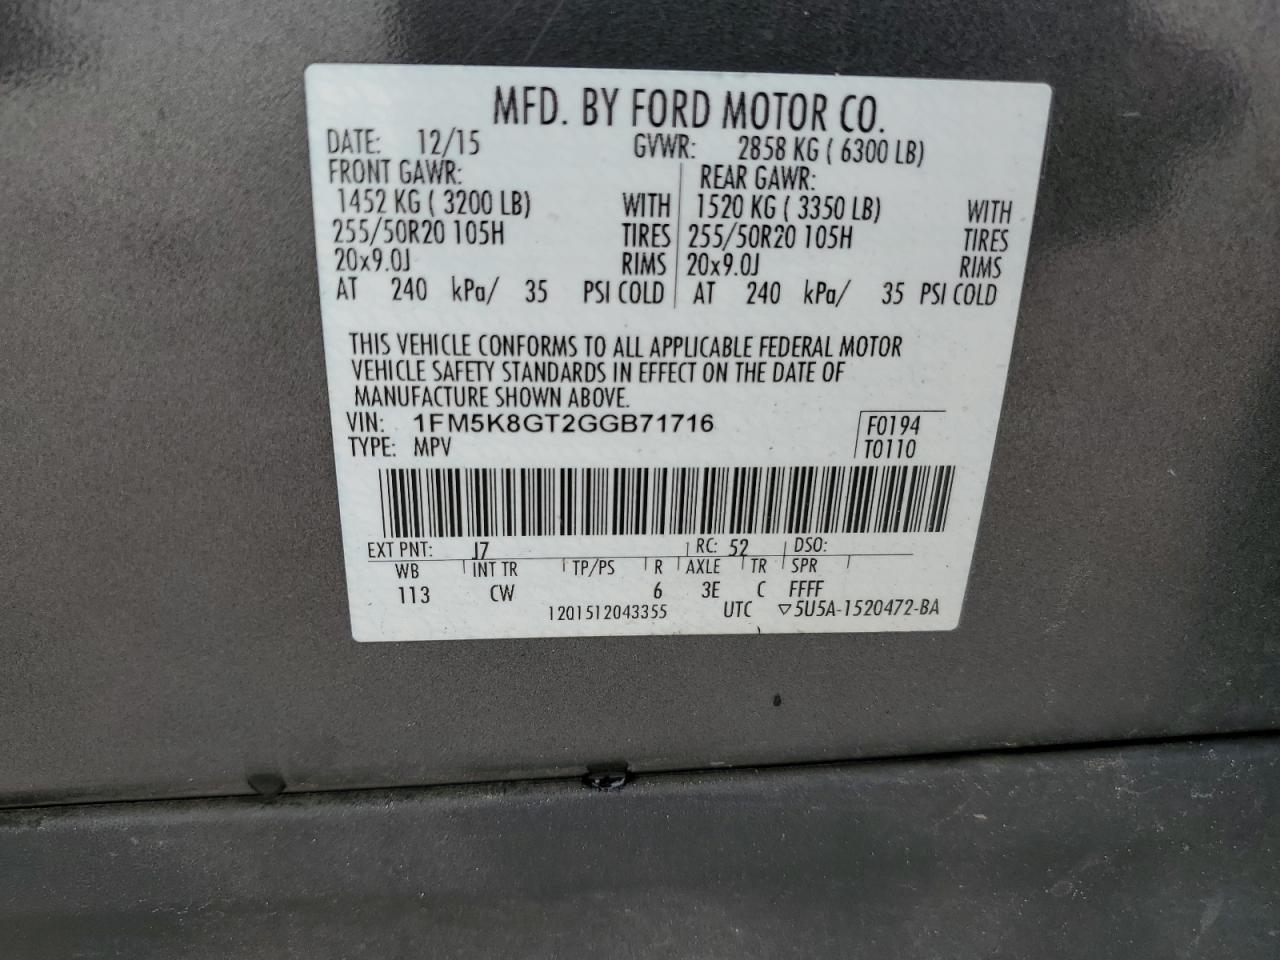 MFD. BY FORD MOTOR CO.
DATE: 12/15 GVWR: 2858 KG ( 6300 LB)
FRONT GAWR: REAR GAWR:
1452 KG ( 3200 LB) WITH 1520 KG ( 3350 LB) WITH
255/50R20 105H TIRES 255/50R20 105H TIRES
20x9.0J RIMS 20x9.0J RIMS
AT 240 kPa/ 35 PSI COLD AT 240 kPa/ 35 PSI COLD
THIS VEHICLE CONFORMS TO ALL APPLICABLE FEDERAL MOTOR
VEHICLE SAFETY STANDARDS IN EFFECT ON THE DATE OF
MANUFACTURE SHOWN ABOVE.
VIN: 1FM5K8GT2GGB71716 F0194
TYPE: MPV T0110
EXT PNT: J7 RC: 52 DSO:
WB INT TR TP/PS R AXLE TR SPR
113 CW 6 3E C FFFF
1201512043355 UTC ▽5U5A-1520472-BA